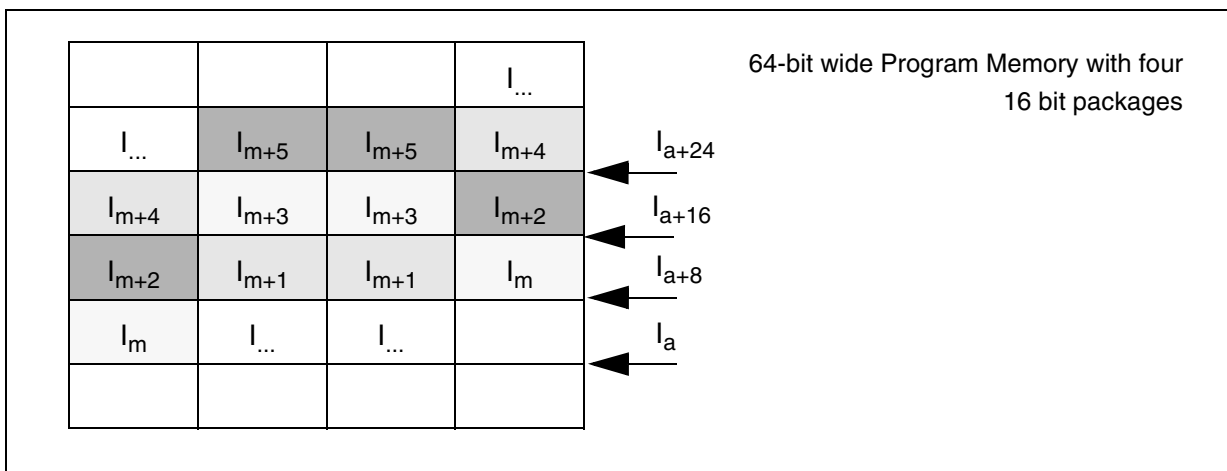 64-bit wide Program Memory with four
16 bit packages
I...
I... Im+5 Im+5 Im+4 Ia+24
Im+4 Im+3 Im+3 Im+2 Ia+16
Im+2 Im+1 Im+1 Im Ia+8
Im I... I... Ia